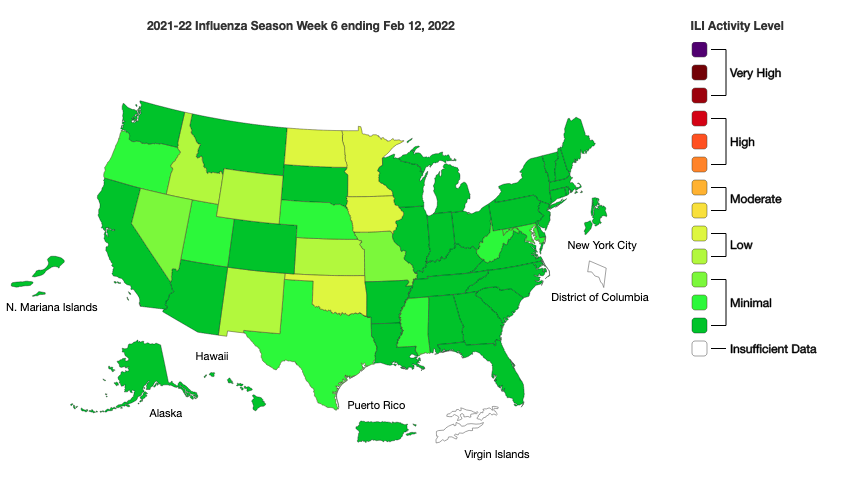 2021-22 Influenza Season Week 6 ending Feb 12, 2022
ILI Activity Level
Very High
High
Moderate
Low
Minimal
Insufficient Data
New York City
District of Columbia
N. Mariana Islands
Hawaii
Alaska
Puerto Rico
Virgin Islands